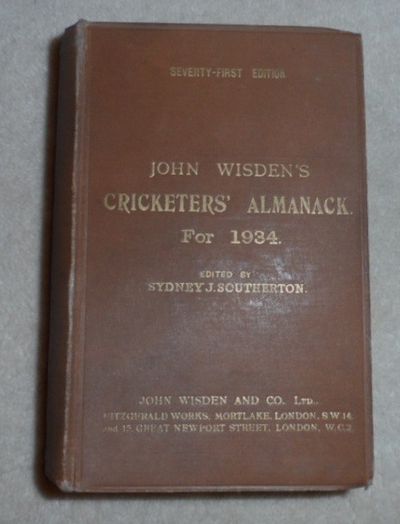 SEVENTY-FIRST EDITION
JOHN WISDEN'S
CRICKETERS' ALMANACK.
For 1934.
EDITED BY
SYDNEY J. SOUTHERTON.
JOHN WISDEN AND CO. LTD.,
FITZGERALD WORKS, MORTLAKE, LONDON, S.W 14.
and 15, GREAT NEWPORT STREET, LONDON, W.C.2.